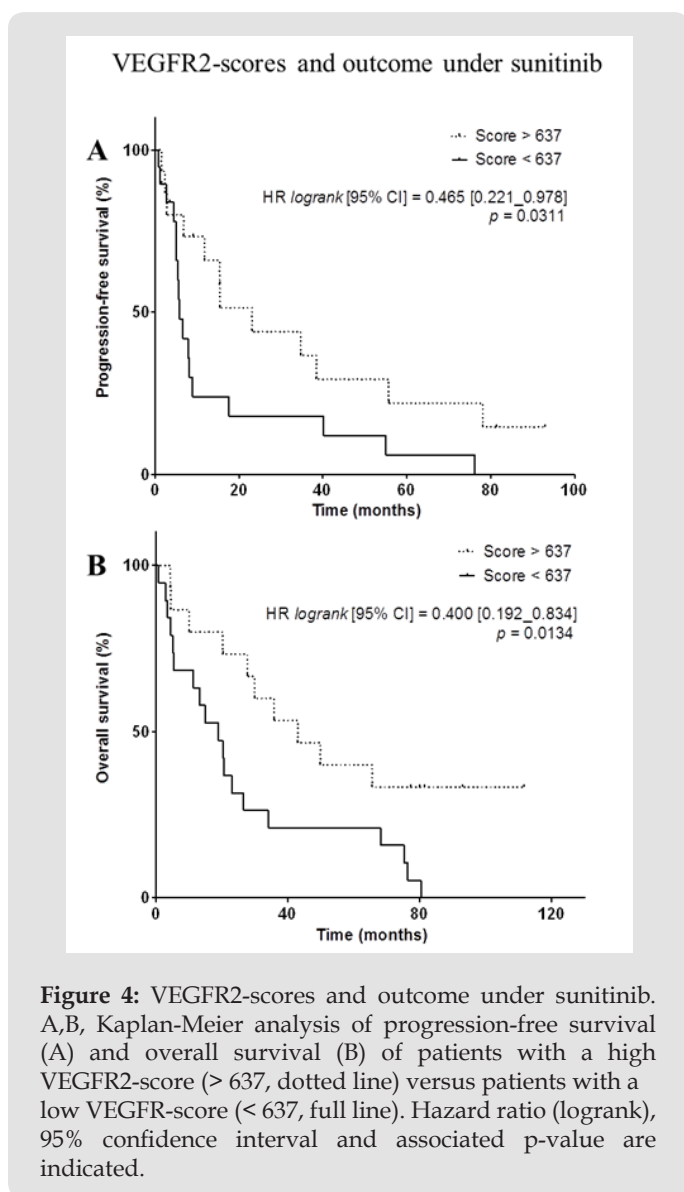 VEGFR2-scores and outcome under sunitinib
A
Progression-free survival (%)
100
50
0
Score > 637
Score < 637
HR logrank [95% CI] = 0.465 [0.221_0.978]
p = 0.0311
0 20 40 60 80 100
Time (months)
B
Overall survival (%)
100
50
0
Score > 637
Score < 637
HR logrank [95% CI] = 0.400 [0.192_0.834]
p = 0.0134
0 40 80 120
Time (months)
Figure 4: VEGFR2-scores and outcome under sunitinib.
A,B, Kaplan-Meier analysis of progression-free survival
(A) and overall survival (B) of patients with a high
VEGFR2-score (> 637, dotted line) versus patients with a
low VEGFR-score (< 637, full line). Hazard ratio (logrank),
95% confidence interval and associated p-value are
indicated.